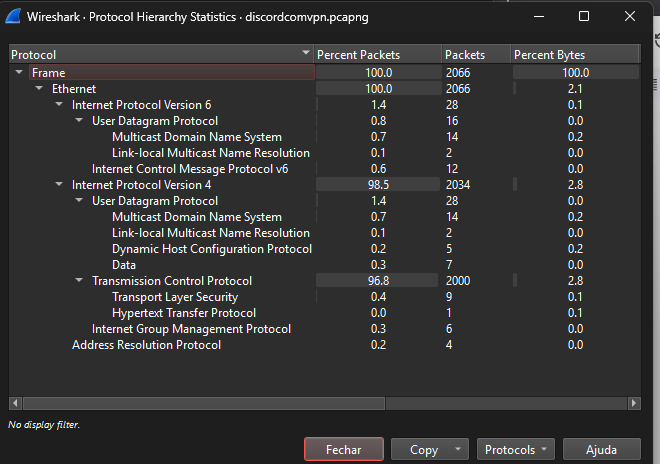 Wireshark · Protocol Hierarchy Statistics · discordcomvpn.pcapng
Protocol Percent Packets Packets Percent Bytes
Frame 100.0 2066 100.0
Ethernet 100.0 2066 2.1
Internet Protocol Version 6 1.4 28 0.1
User Datagram Protocol 0.8 16 0.0
Multicast Domain Name System 0.7 14 0.2
Link-local Multicast Name Resolution 0.1 2 0.0
Internet Control Message Protocol v6 0.6 12 0.0
Internet Protocol Version 4 98.5 2034 2.8
User Datagram Protocol 1.4 28 0.0
Multicast Domain Name System 0.7 14 0.2
Link-local Multicast Name Resolution 0.1 2 0.0
Dynamic Host Configuration Protocol 0.2 5 0.2
Data 0.3 7 0.0
Transmission Control Protocol 96.8 2000 2.8
Transport Layer Security 0.4 9 0.1
Hypertext Transfer Protocol 0.0 1 0.1
Internet Group Management Protocol 0.3 6 0.0
Address Resolution Protocol 0.2 4 0.0
No display filter.
Fechar Copy Protocols Ajuda